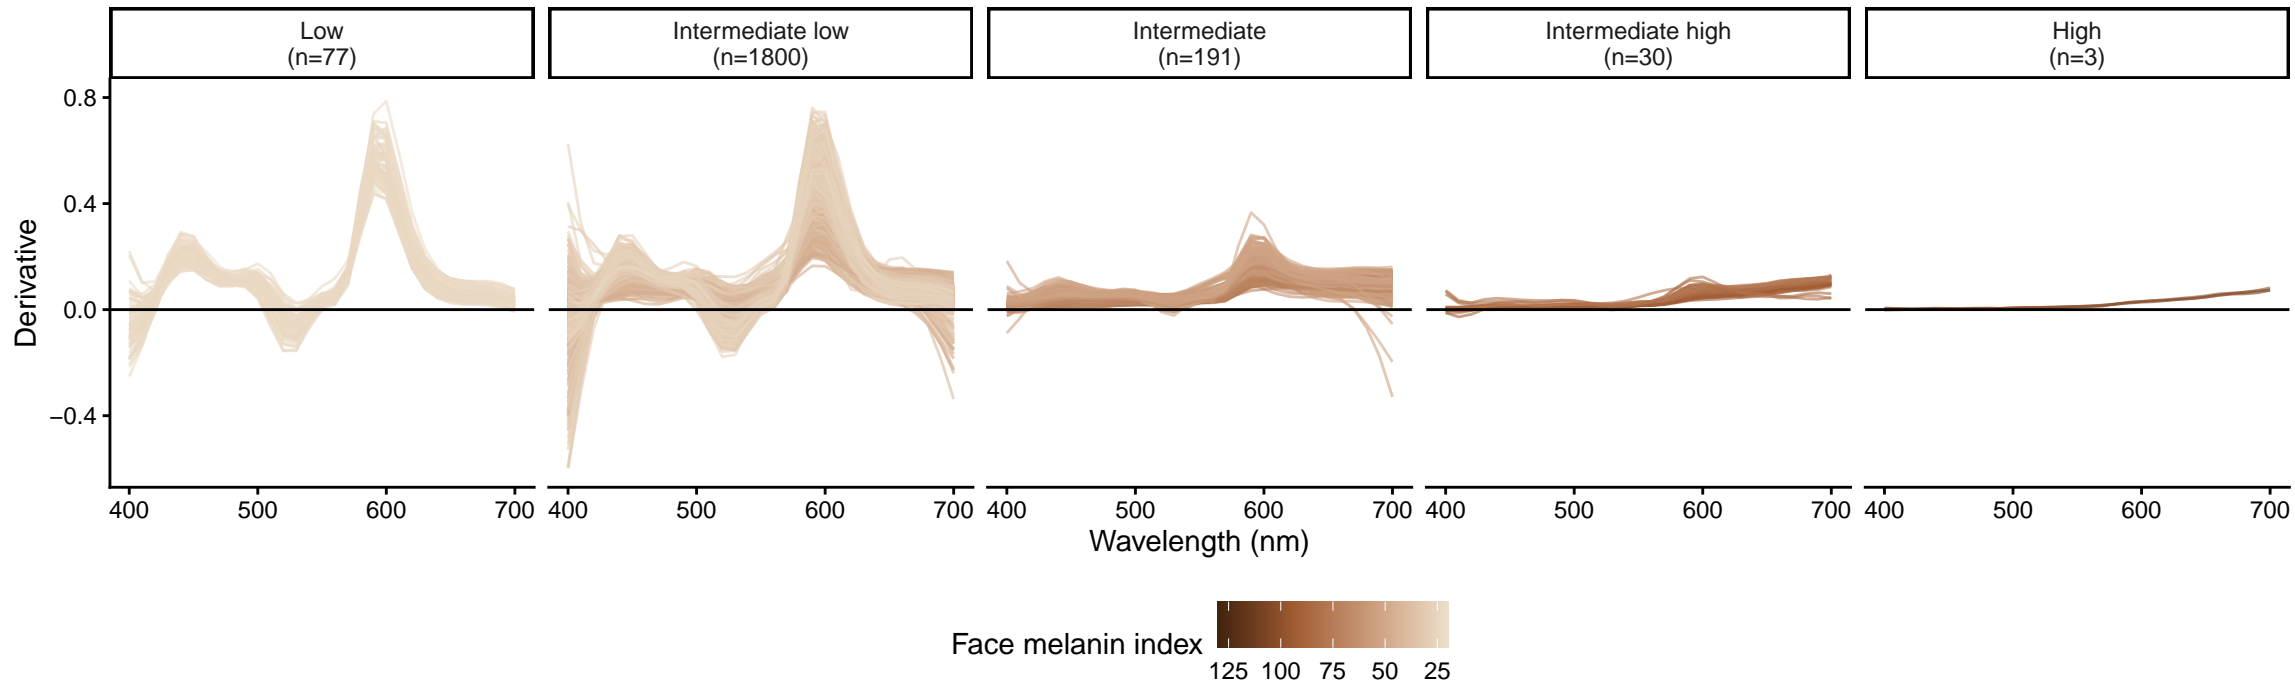 Low
(n=77)
Intermediate low
(n=1800)
Intermediate
(n=191)
Intermediate high
(n=30)
High
(n=3)
Derivative
0.8
0.4
0.0
−0.4
400 500 600 700
400 500 600 700
400 500 600 700
400 500 600 700
400 500 600 700
Wavelength (nm)
Face melanin index
125 100 75 50 25